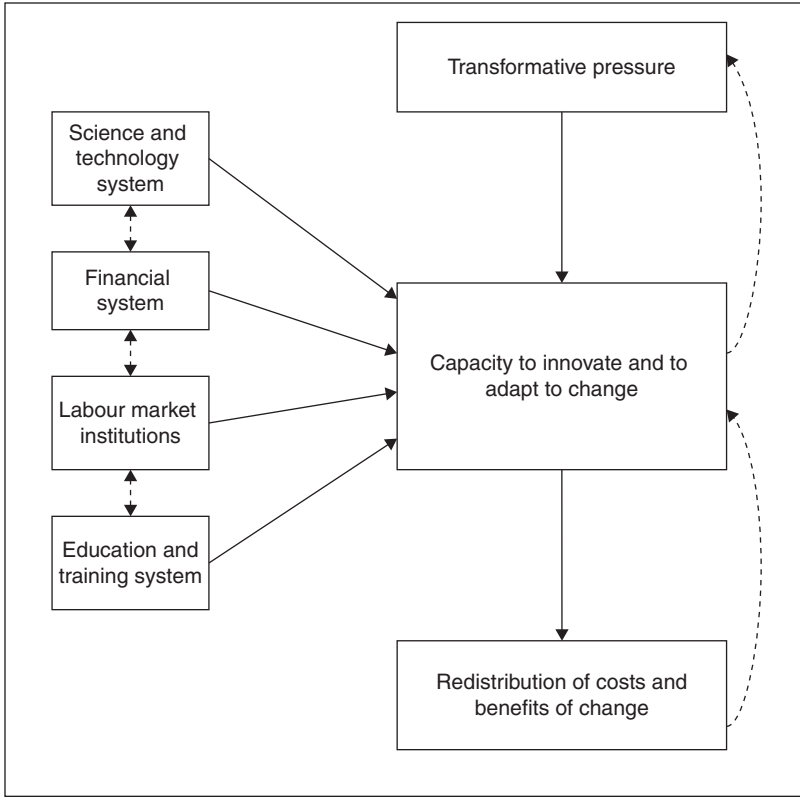 Transformative pressure
Science and
technology
system
Financial
system
Labour market
institutions
Education and
training system
Capacity to innovate and to
adapt to change
Redistribution of costs and
benefits of change